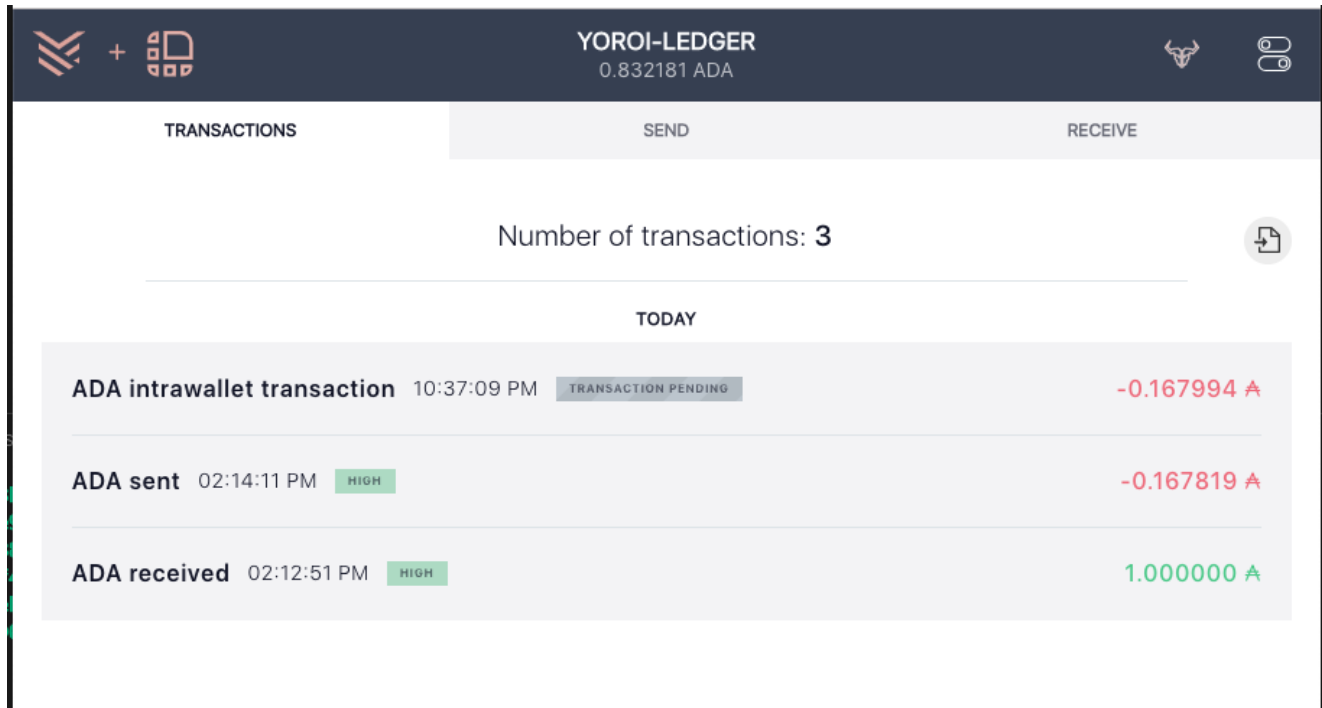 YOROI-LEDGER
0.832181 ADA
TRANSACTIONS SEND RECEIVE
Number of transactions: 3
TODAY
ADA intrawallet transaction 10:37:09 PM TRANSACTION PENDING -0.167994 ₳
ADA sent 02:14:11 PM HIGH -0.167819 ₳
ADA received 02:12:51 PM HIGH 1.000000 ₳